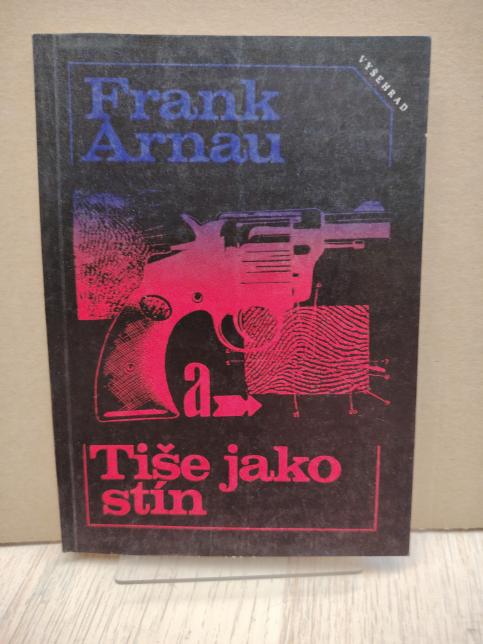 Frank
Arnau
VYŠEHRAD
a
Tiše jako
stín